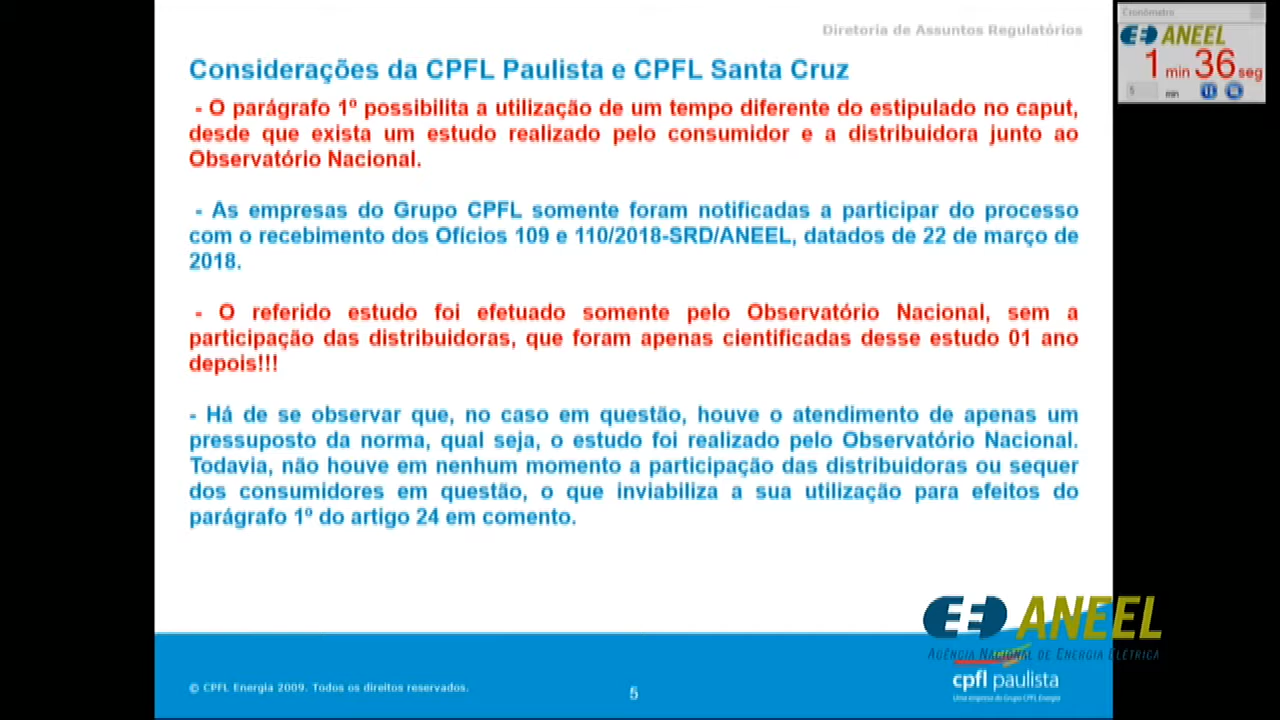 Diretoria de Assuntos Regulatórios
Cronômetro
ANEEL
1 min 36 seg
5 min
Considerações da CPFL Paulista e CPFL Santa Cruz
- O parágrafo 1º possibilita a utilização de um tempo diferente do estipulado no caput,
desde que exista um estudo realizado pelo consumidor e a distribuidora junto ao
Observatório Nacional.
- As empresas do Grupo CPFL somente foram notificadas a participar do processo
com o recebimento dos Ofícios 109 e 110/2018-SRD/ANEEL, datados de 22 de março de
2018.
- O referido estudo foi efetuado somente pelo Observatório Nacional, sem a
participação das distribuidoras, que foram apenas cientificadas desse estudo 01 ano
depois!!!
- Há de se observar que, no caso em questão, houve o atendimento de apenas um
pressuposto da norma, qual seja, o estudo foi realizado pelo Observatório Nacional.
Todavia, não houve em nenhum momento a participação das distribuidoras ou sequer
dos consumidores em questão, o que inviabiliza a sua utilização para efeitos do
parágrafo 1º do artigo 24 em comento.
ANEEL
Agência Nacional de Energia Elétrica
© CPFL Energia 2009. Todos os direitos reservados.
5
cpfl paulista
Uma empresa do Grupo CPFL Energia